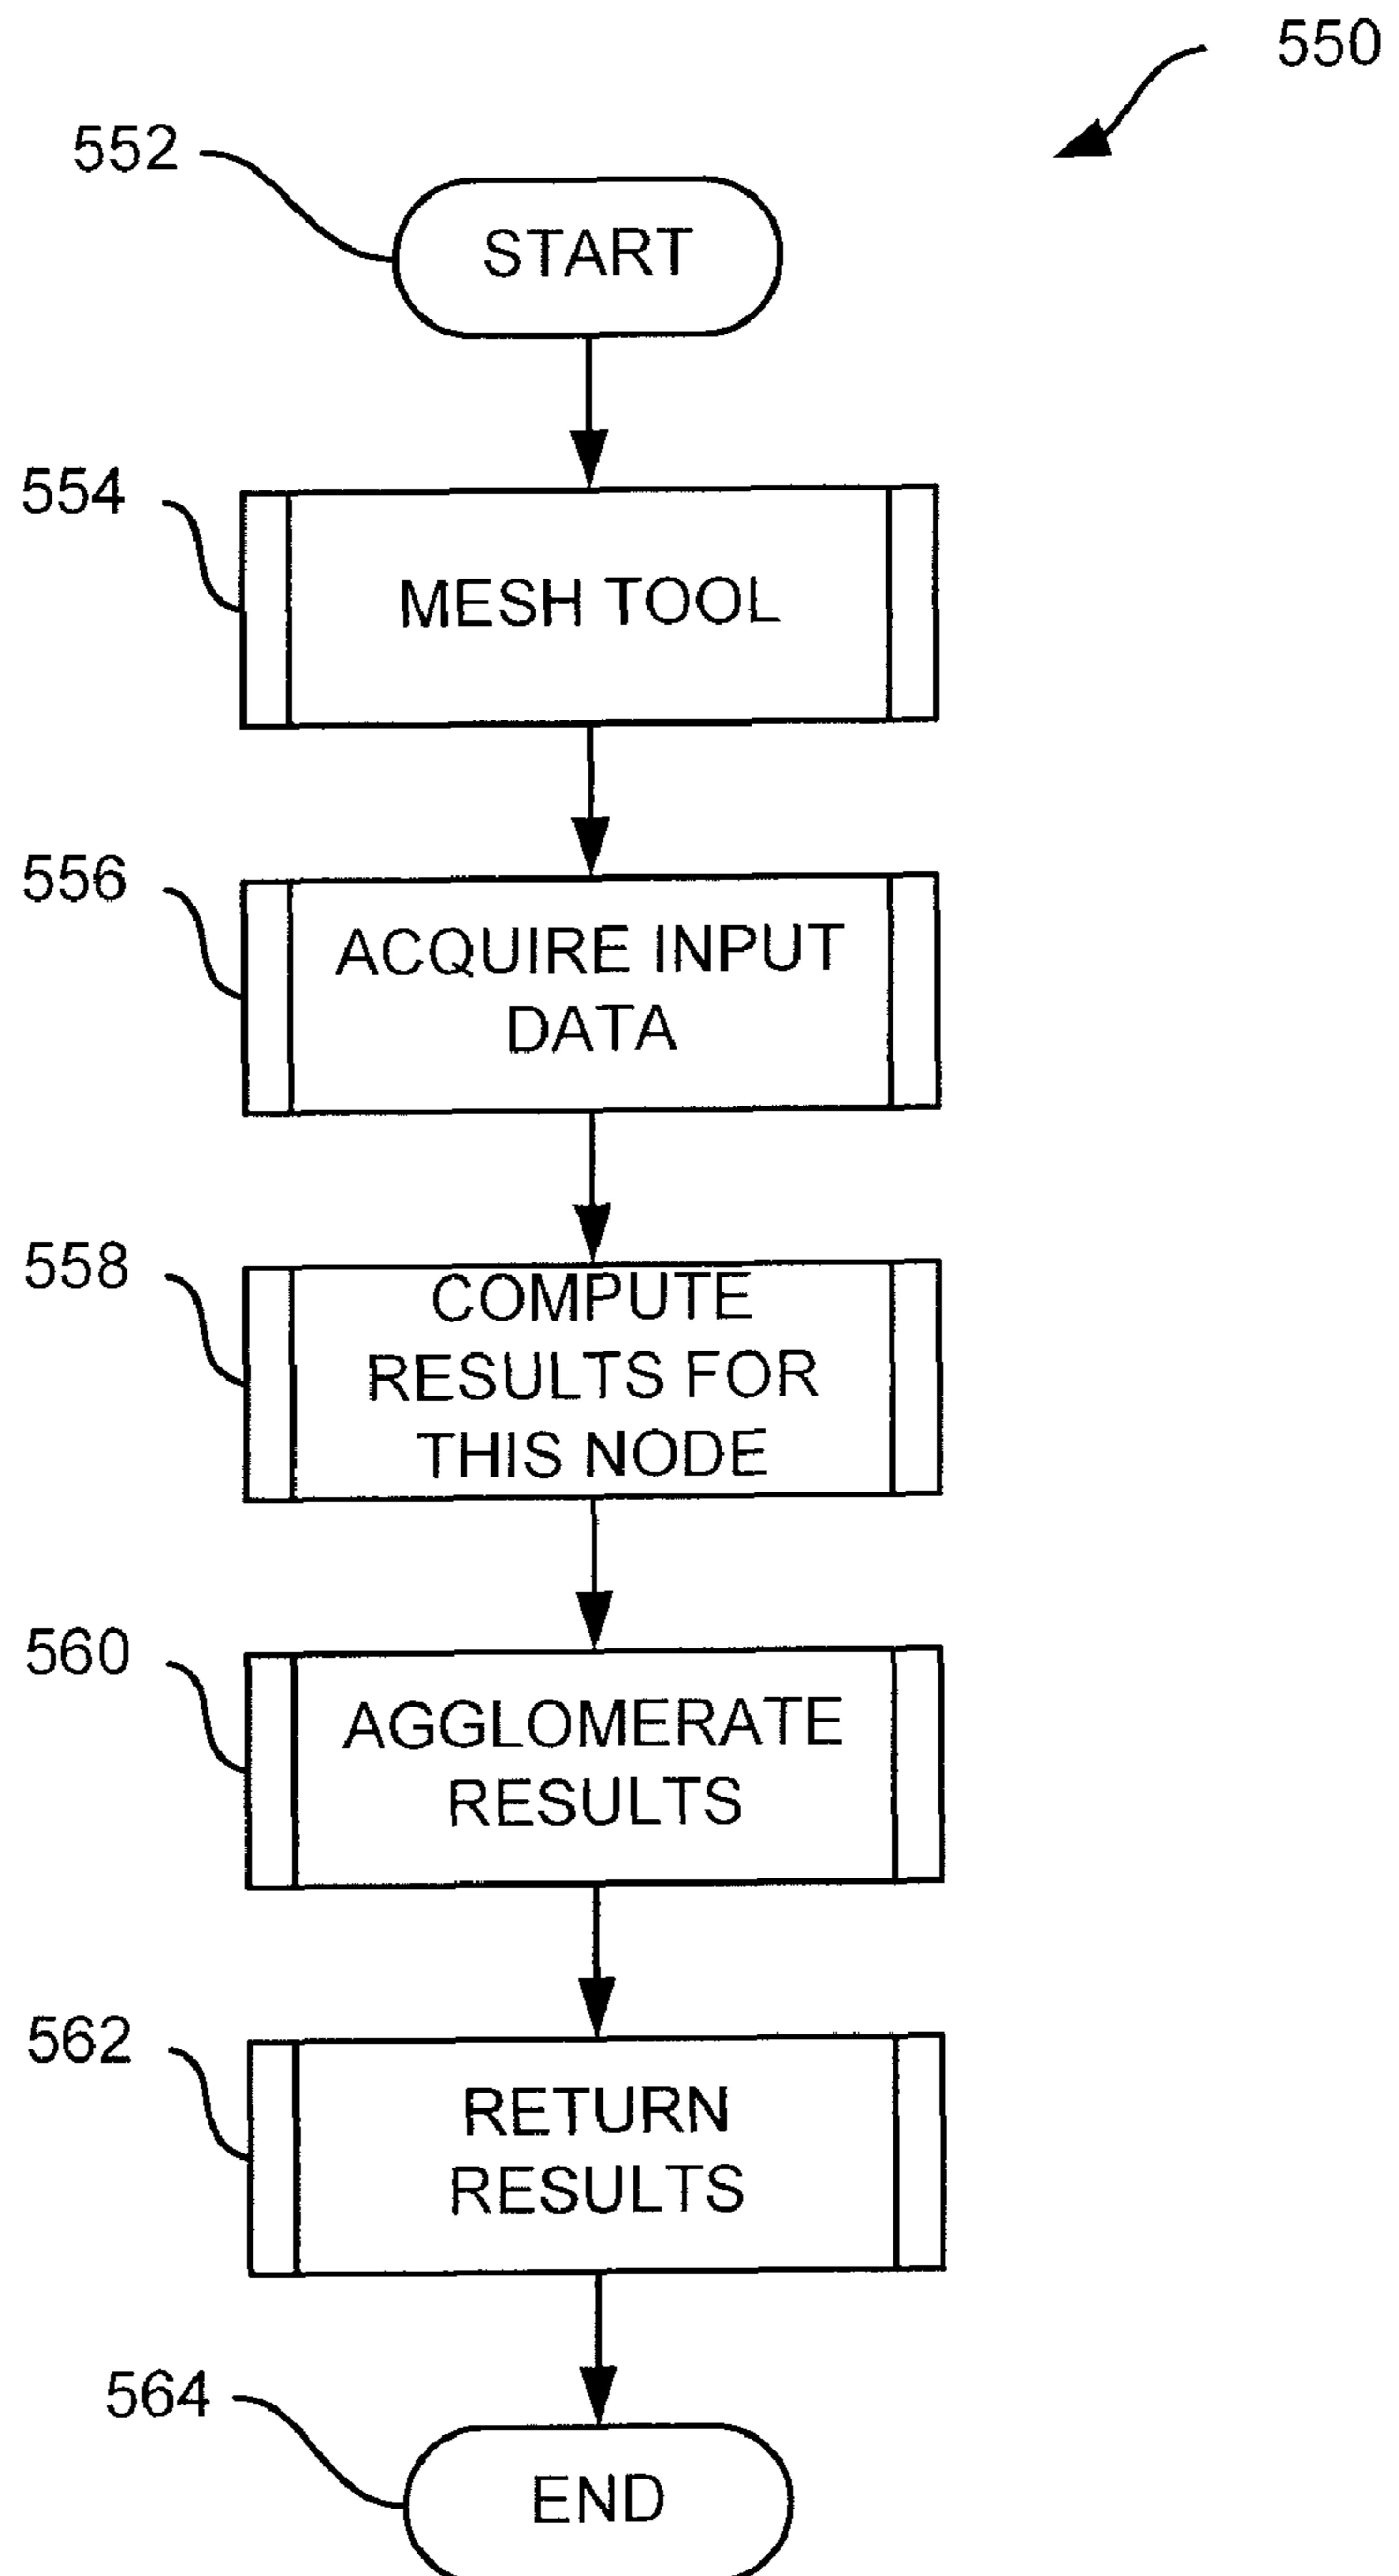 550
552
START
554
MESH TOOL
556
ACQUIRE INPUT
DATA
558
COMPUTE
RESULTS FOR
THIS NODE
560
AGGLOMERATE
RESULTS
562
RETURN
RESULTS
564
END